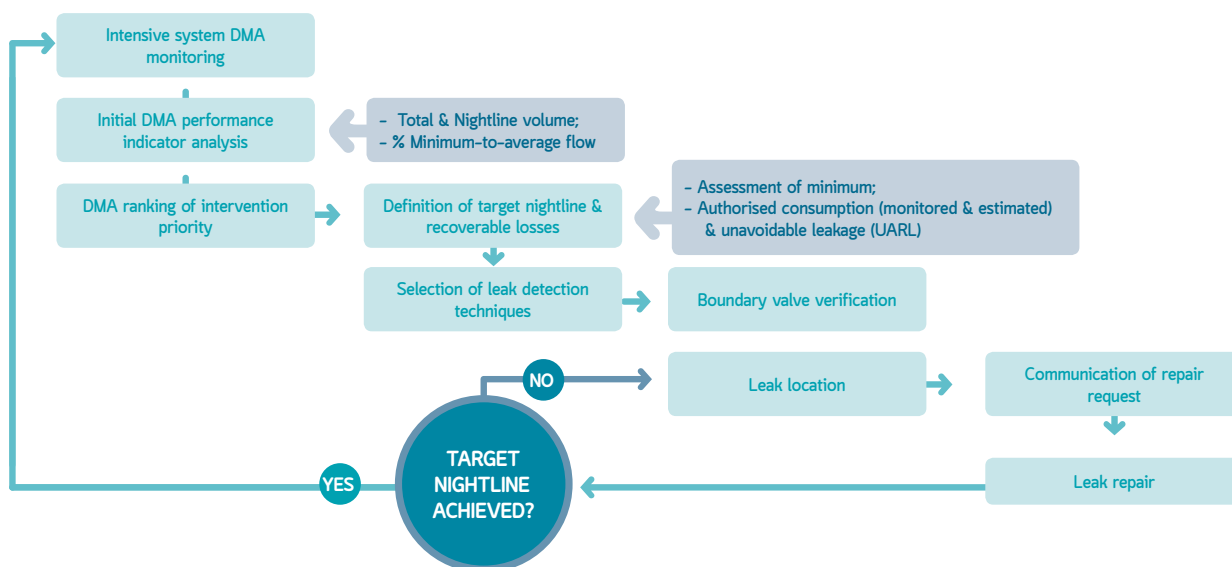 Intensive system DMA
monitoring
Initial DMA performance
indicator analysis
- Total & Nightline volume;
- % Minimum-to-average flow
DMA ranking of intervention
priority
Definition of target nightline &
recoverable losses
- Assessment of minimum;
- Authorised consumption (monitored & estimated)
& unavoidable leakage (UARL)
Selection of leak detection
techniques
Boundary valve verification
NO
Leak location
Communication of repair
request
TARGET
NIGHTLINE
ACHIEVED?
YES
Leak repair